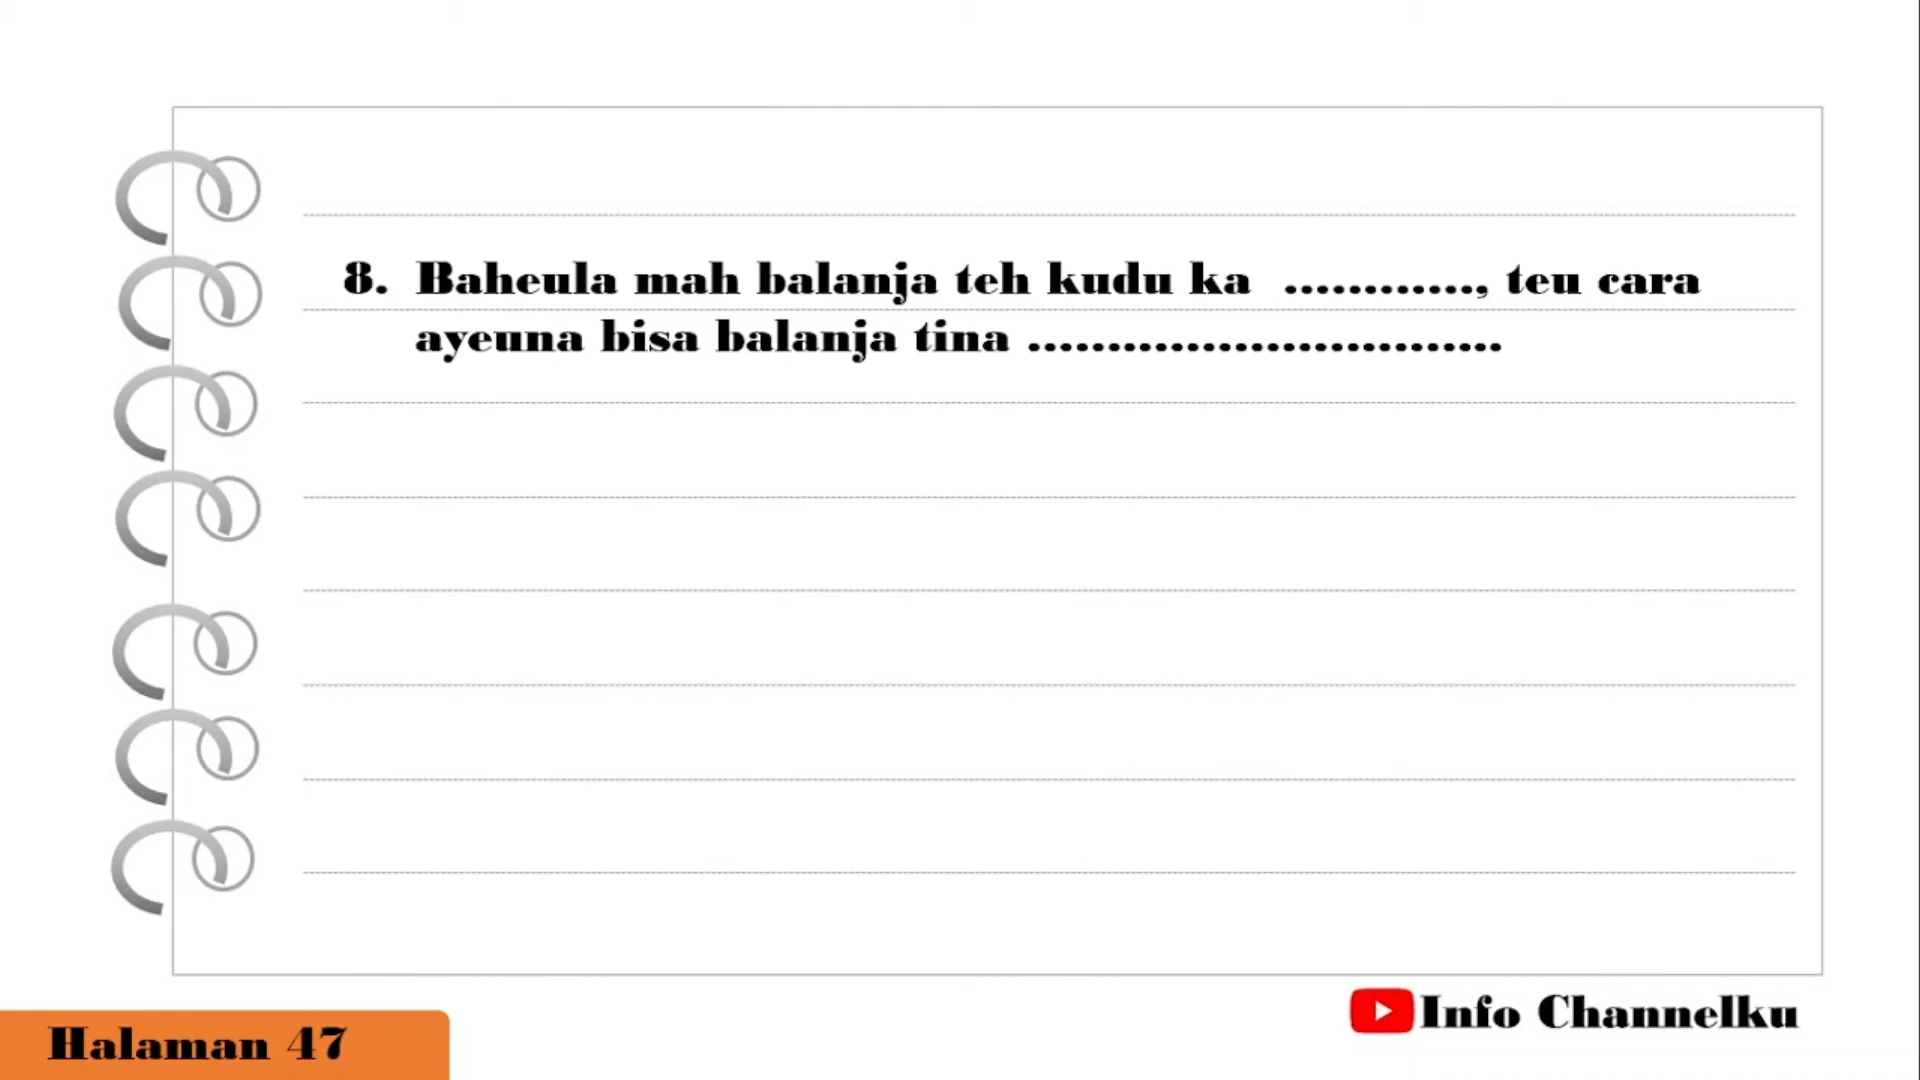 8. Baheula mah balanja teh kudu ka ............, teu cara
ayeuna bisa balanja tina ..............................
Info Channelku
Halaman 47